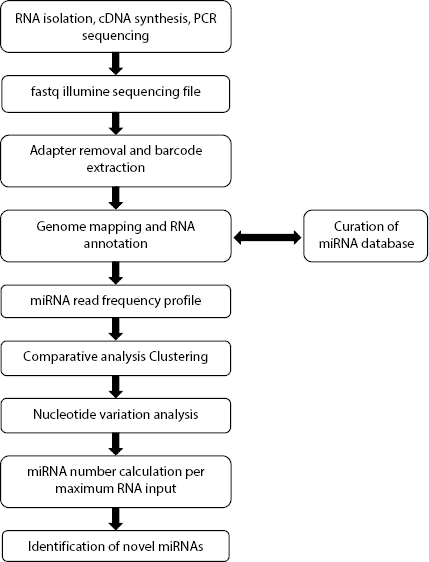 RNA isolation, cDNA synthesis, PCR
sequencing
fastq illumine sequencing file
Adapter removal and barcode
extraction
Genome mapping and RNA
annotation
Curation of
miRNA database
miRNA read frequency profile
Comparative analysis Clustering
Nucleotide variation analysis
miRNA number calculation per
maximum RNA input
Identification of novel miRNAs